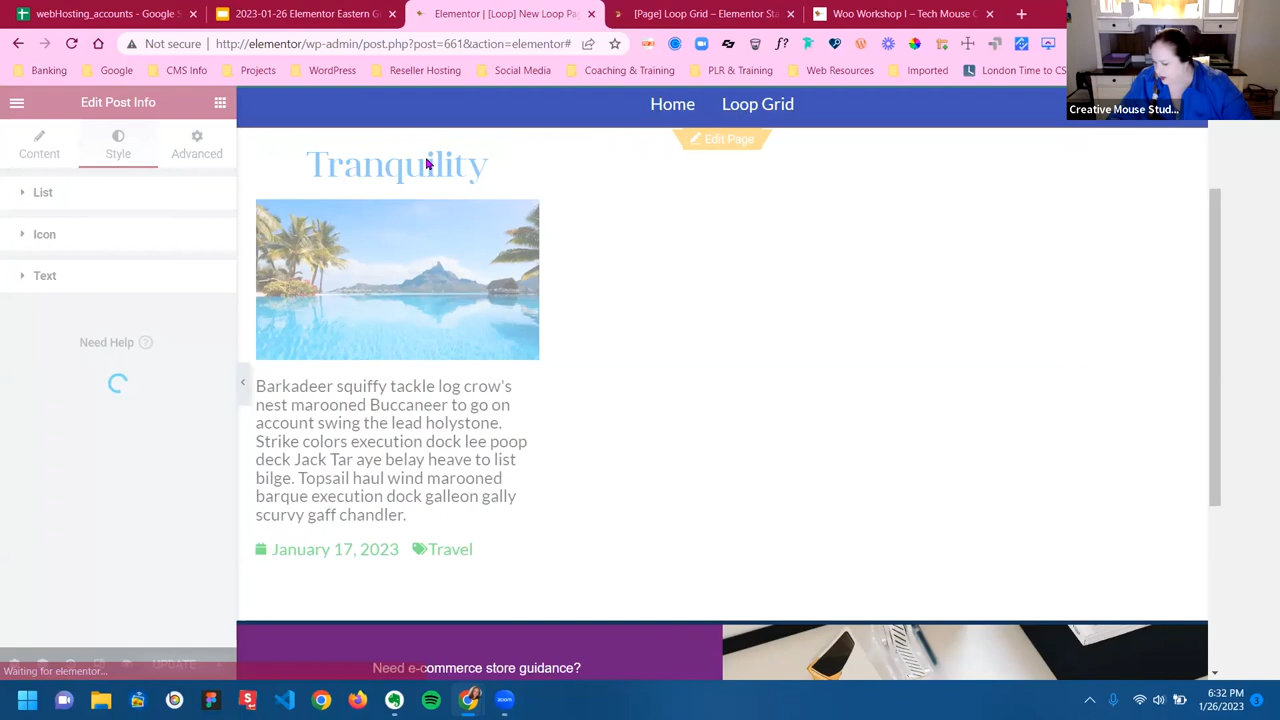 webHosting_accounts - Google S
2023-01-26 Elementor Eastern G
Elementor | [Loop] New Loop Pa
[Page] Loop Grid – Elementor Sta
Woo Workshop I – Tech Mouse C
Not secure | http://elementor/wp-admin/post.php?post=661&action=elementor#
Banking
Google
CMS Info
Projects
WordPress
Social Media
Coaching & Training
PLR & Training
Web Resources
Imported
London Time to CS
Creative Mouse Stud...
Edit Post Info
Home
Loop Grid
Content
Style
Advanced
Edit Page
Tranquility
List
Icon
Text
Need Help
Barkadeer squiffy tackle log crow's
nest marooned Buccaneer to go on
account swing the lead holystone.
Strike colors execution dock lee poop
deck Jack Tar aye belay heave to list
bilge. Topsail haul wind marooned
barque execution dock galleon gally
scurvy gaff chandler.
January 17, 2023
Travel
UPDATE
Waiting for elementor...
Need e-commerce store guidance?
zoom
6:32 PM
1/26/2023
3